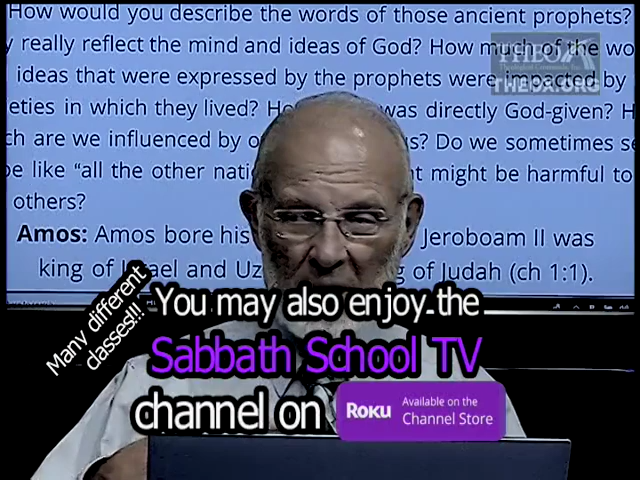 How would you describe the words of those ancient prophets?
y really reflect the mind and ideas of God? How much of the wo
ideas that were expressed by the prophets were impacted by
eties in which they lived? was directly God-given? H
ch are we influenced by o s? Do we sometimes se
be like “all the other nati t might be harmful to
others?
Amos: Amos bore his Jeroboam II was
king of Israel and Uz g of Judah (ch 1:1).
THEOX
THEOX.ORG
Many different
classes!!!
You may also enjoy the
Sabbath School TV
channel on
ROKU
Available on the
Channel Store